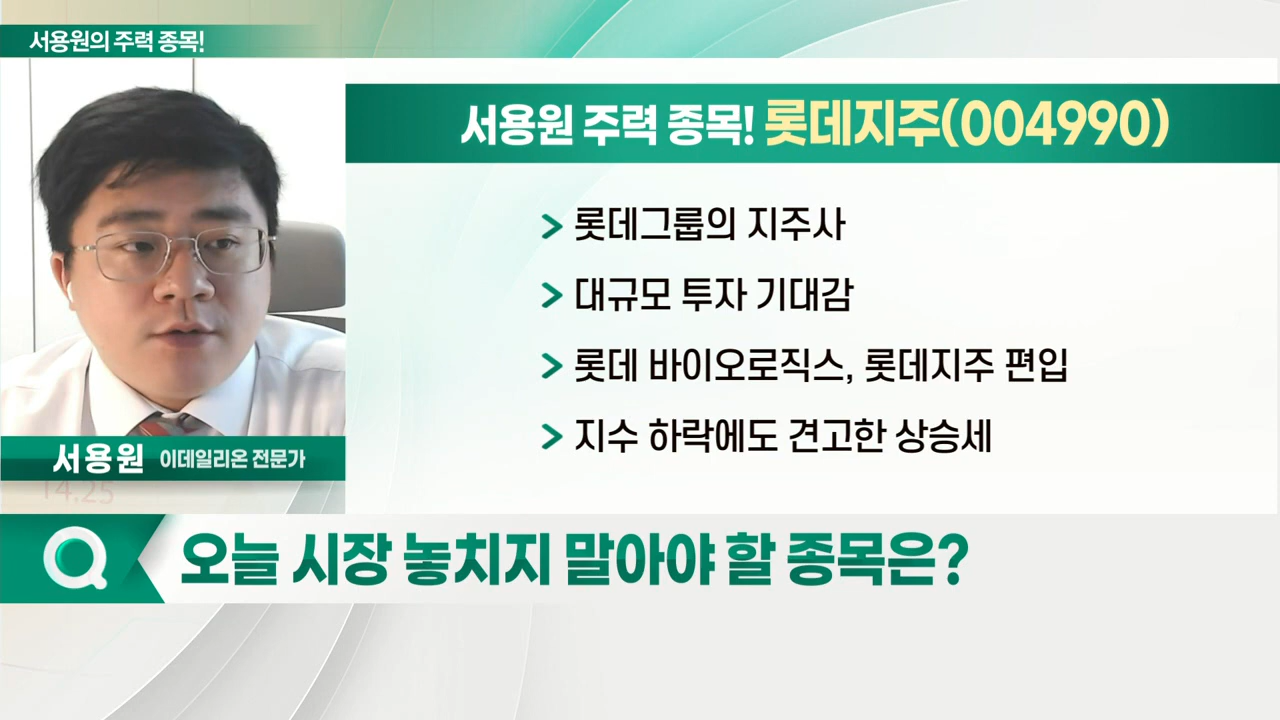 서용원의 주력 종목!
서용원 주력 종목! 롯데지주(004990)
> 롯데그룹의 지주사
> 대규모 투자 기대감
> 롯데 바이오로직스, 롯데지주 편입
> 지수 하락에도 견고한 상승세
서용원 이데일리온 전문가
14.25
Q 오늘 시장 놓치지 말아야 할 종목은?